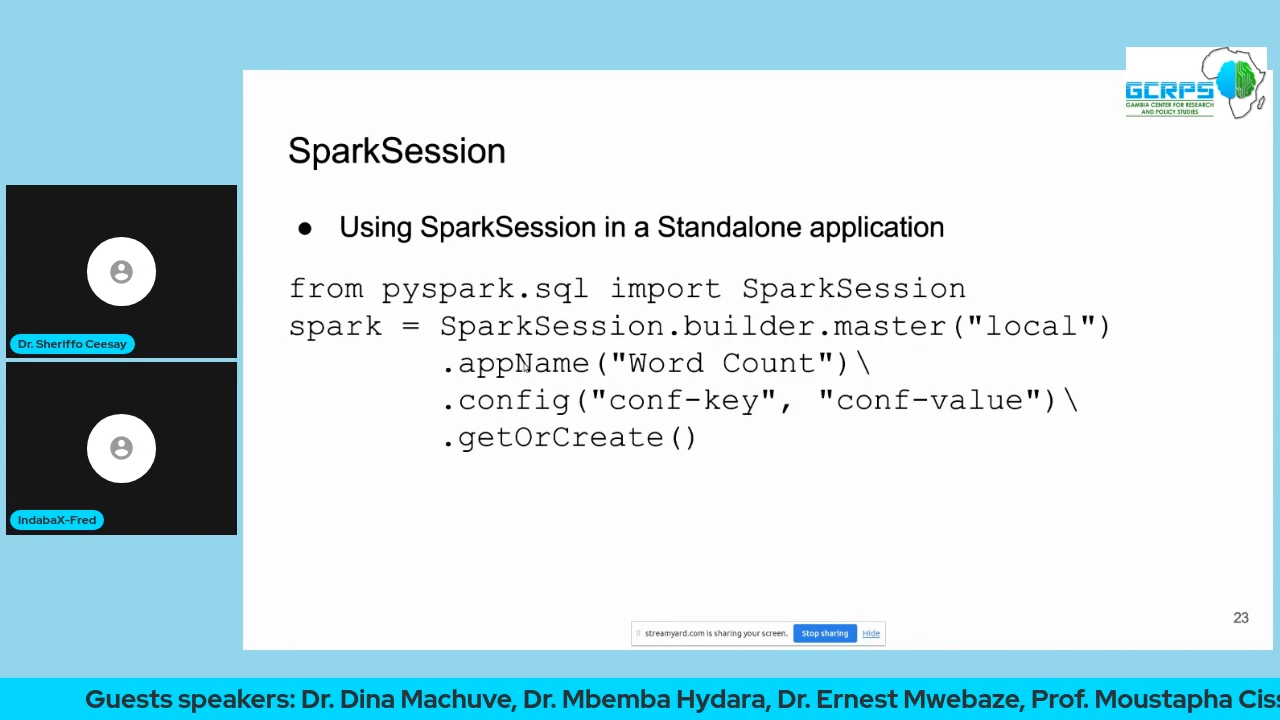 GCRPS
GAMBIA CENTER FOR RESEARCH
AND POLICY STUDIES
SparkSession
● Using SparkSession in a Standalone application
from pyspark.sql import SparkSession
spark = SparkSession.builder.master("local")
.appName("Word Count")\
.config("conf-key", "conf-value")\
.getOrCreate()
Dr. Sheriffo Ceesay
IndabaX-Fred
23
streamyard.com is sharing your screen. Stop sharing Hide
Guests speakers: Dr. Dina Machuve, Dr. Mbemba Hydara, Dr. Ernest Mwebaze, Prof. Moustapha Ciss